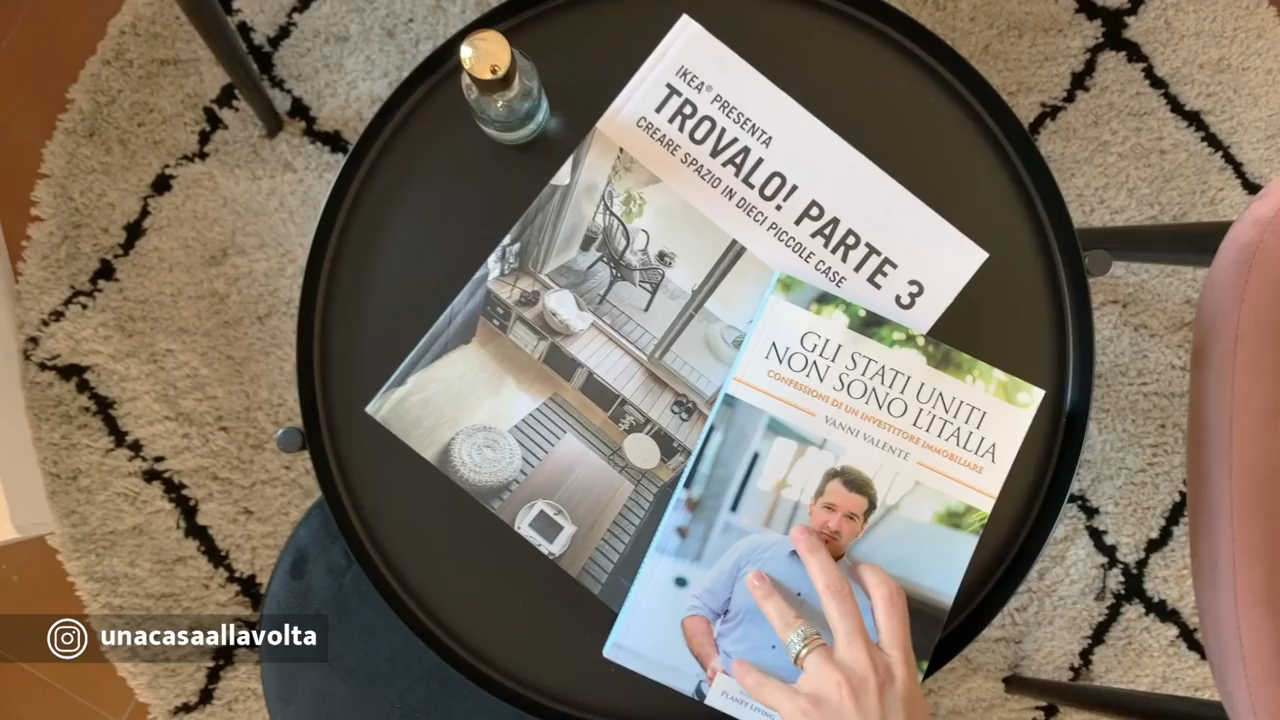 IKEA® PRESENTA
TROVALO! PARTE 3
CREARE SPAZIO IN DIECI PICCOLE CASE
GLI STATI UNITI
NON SONO L'ITALIA
CONFESSIONI DI UN INVESTITORE IMMOBILIARE
VANNI VALENTE
PLANET LIVING
unacasaallavolta